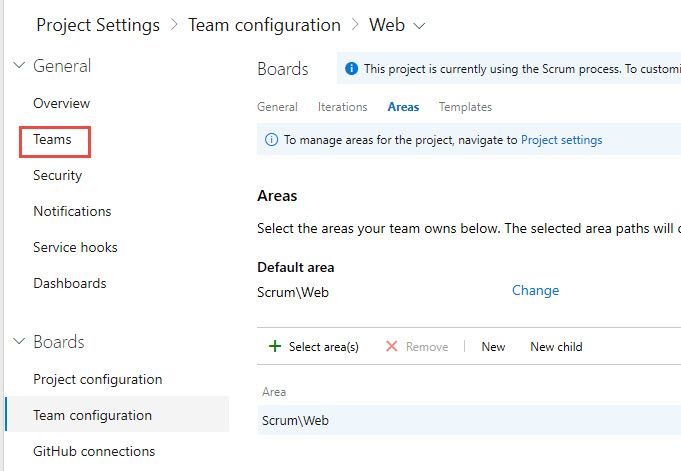 Project Settings > Team configuration > Web
General
Overview
Teams
Security
Notifications
Service hooks
Dashboards
Boards
Project configuration
Team configuration
GitHub connections
Boards
This project is currently using the Scrum process. To customi
General Iterations Areas Templates
To manage areas for the project, navigate to Project settings
Areas
Select the areas your team owns below. The selected area paths will
Default area
Scrum\Web Change
+ Select area(s) Remove New New child
Area
Scrum\Web